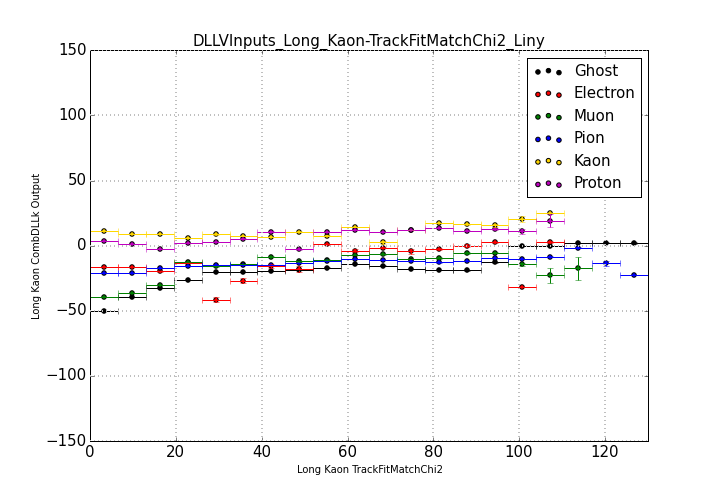 DLLVInputs_Long_Kaon-TrackFitMatchChi2_Liny
150
100
50
0
−50
−100
−150
0
20
40
60
80
100
120
Long Kaon CombDLLk Output
Long Kaon TrackFitMatchChi2
Ghost
Electron
Muon
Pion
Kaon
Proton